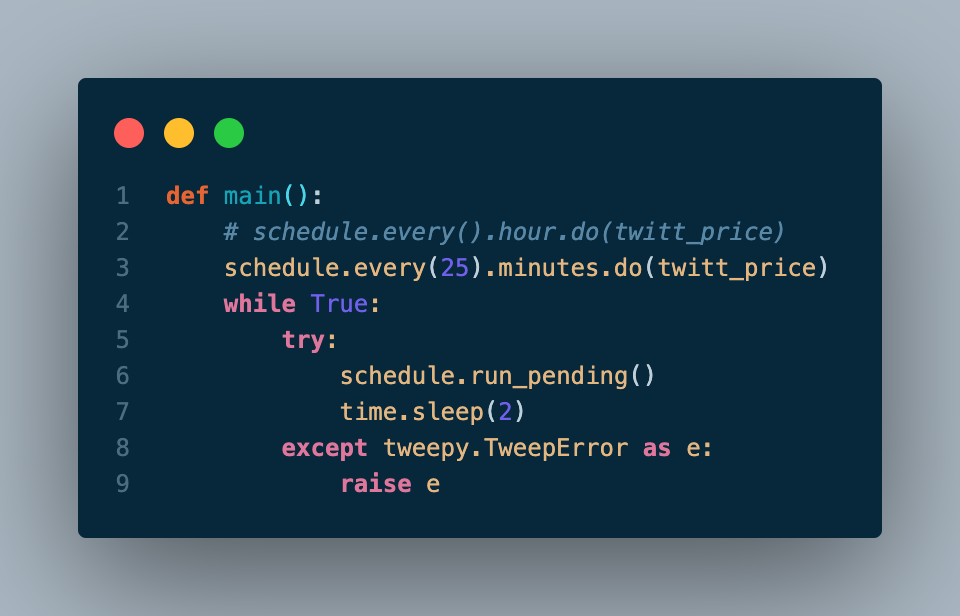 1 def main():
2     # schedule.every().hour.do(twitt_price)
3     schedule.every(25).minutes.do(twitt_price)
4     while True:
5         try:
6             schedule.run_pending()
7             time.sleep(2)
8         except tweepy.TweepError as e:
9             raise e